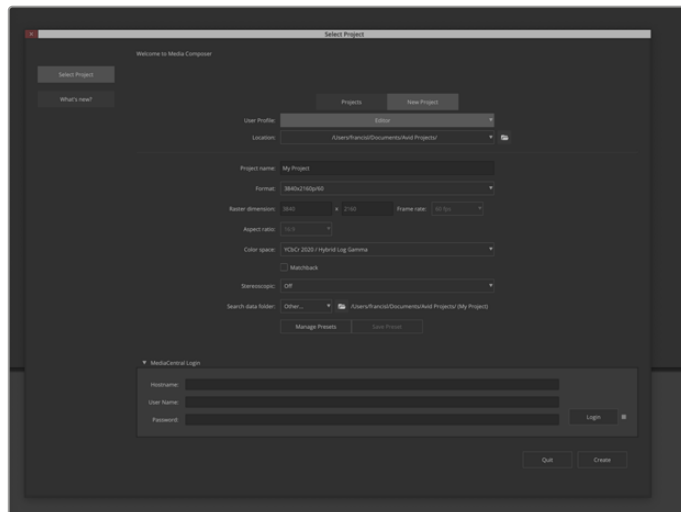 Select Project
Welcome to Media Composer
Select Project
What's new?
Projects New Project
User Profile: Editor
Location: /Users/francisl/Documents/Avid Projects/
Project name: My Project
Format: 3840x2160p/60
Raster dimension: 3840 x 2160 Frame rate: 60 fps
Aspect ratio: 16:9
Color space: YCbCr 2020 / Hybrid Log Gamma
Matchback
Stereoscopic: Off
Search data folder: Other... /Users/francisl/Documents/Avid Projects/ (My Project)
Manage Presets Save Preset
MediaCentral Login
Hostname:
User Name:
Password:
Login
Quit Create